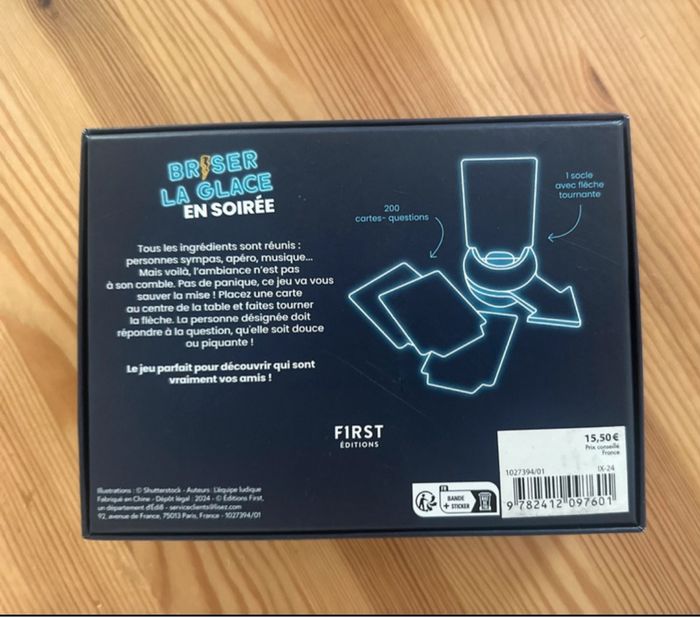 BRISER
LA GLACE
EN SOIRÉE
Tous les ingrédients sont réunis :
personnes sympas, apéro, musique...
Mais voilà, l'ambiance n'est pas
à son comble. Pas de panique, ce jeu va vous
sauver la mise ! Placez une carte
au centre de la table et faites tourner
la flèche. La personne désignée doit
répondre à la question, qu'elle soit douce
ou piquante !
Le jeu parfait pour découvrir qui sont
vraiment vos amis !
200
cartes- questions
1 socle
avec flèche
tournante
F1RST
ÉDITIONS
Illustrations : © Shutterstock - Auteurs : L'équipe ludique
Fabriqué en Chine - Dépôt légal : 2024 - © Éditions First,
un département d'Édi8 - serviceclients@lisez.com
92, avenue de France, 75013 Paris, France - 1027394/01
FR
BANDE
+ STICKER
15,50€
Prix conseillé
France
1027394/01 IX-24
9 782412 097601